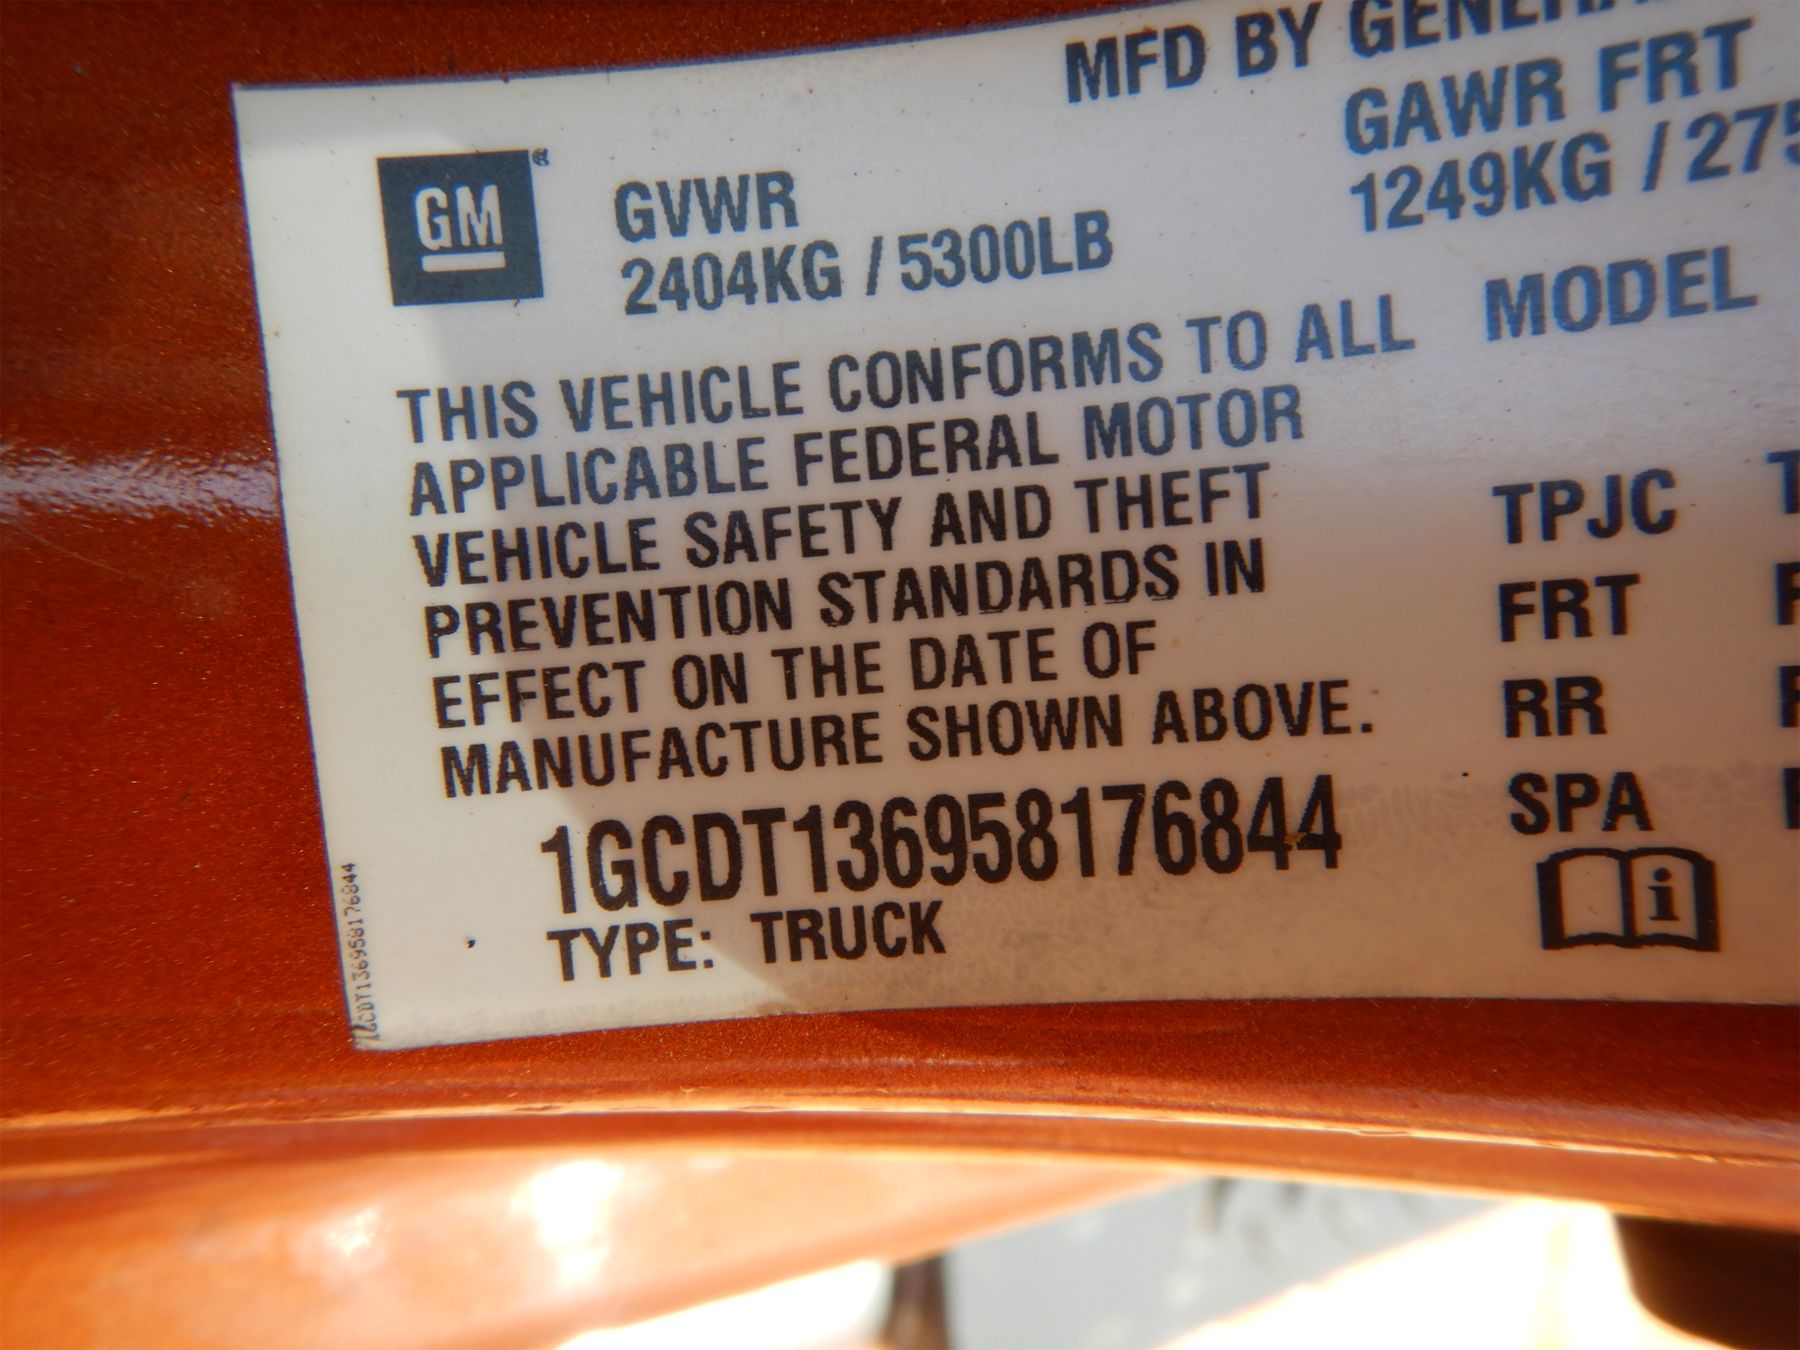 MFD BY GENERA
GM®
GVWR
2404KG / 5300LB
GAWR FRT
1249KG / 275
THIS VEHICLE CONFORMS TO ALL
APPLICABLE FEDERAL MOTOR
VEHICLE SAFETY AND THEFT
PREVENTION STANDARDS IN
EFFECT ON THE DATE OF
MANUFACTURE SHOWN ABOVE.
MODEL
TPJC
FRT
RR
SPA
i
1GCDT136958176844
TYPE: TRUCK
1GCDT136958176844